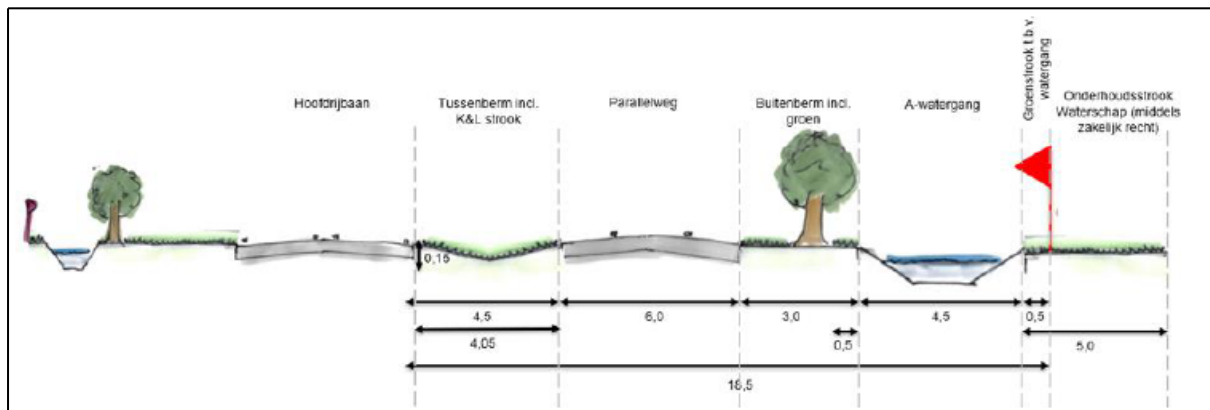 Hoofdrijbaan
Tussenberm incl.
K&L strook
Parallelweg
Buitenberm incl.
groen
A-watergang
Groenstrook t.b.v.
watergang
Onderhoudsstrook
Waterschap (middels
zakelijk recht)
0,15
4,5
6,0
3,0
4,5
0,5
4,05
0,5
5,0
18,5